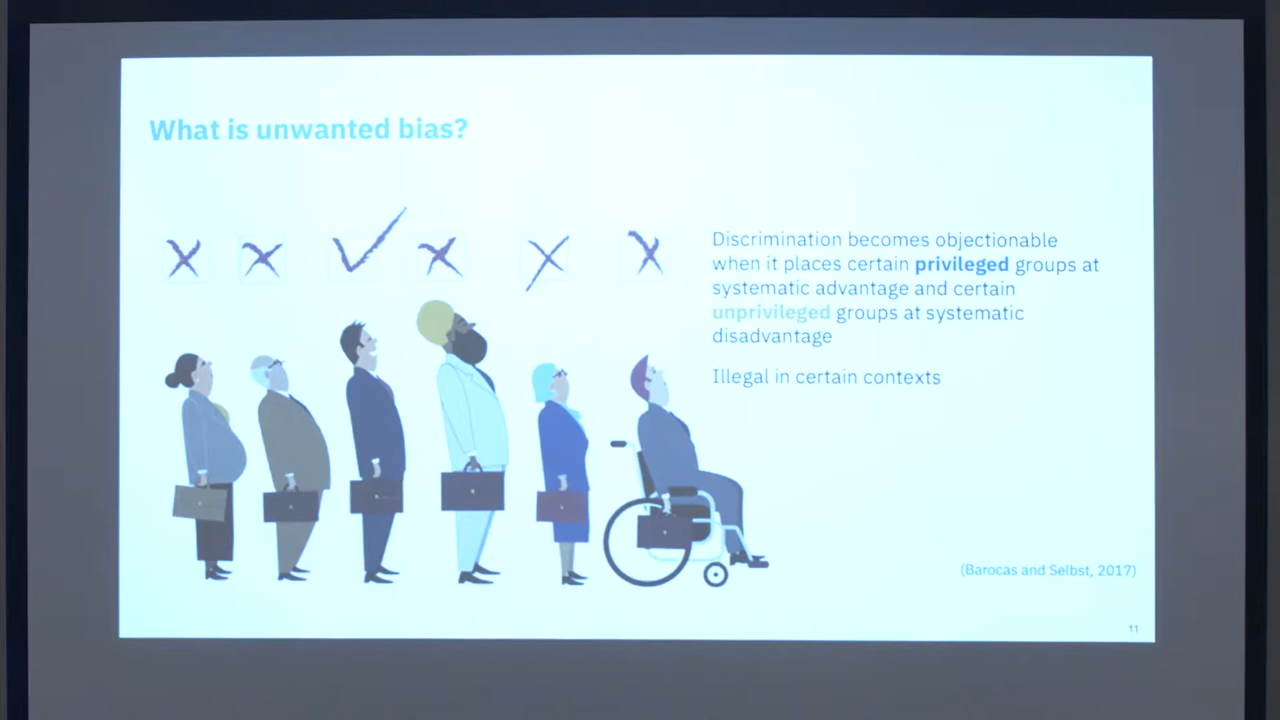 What is unwanted bias?
Discrimination becomes objectionable
when it places certain privileged groups at
systematic advantage and certain
unprivileged groups at systematic
disadvantage
Illegal in certain contexts
(Barocas and Selbst, 2017)
11